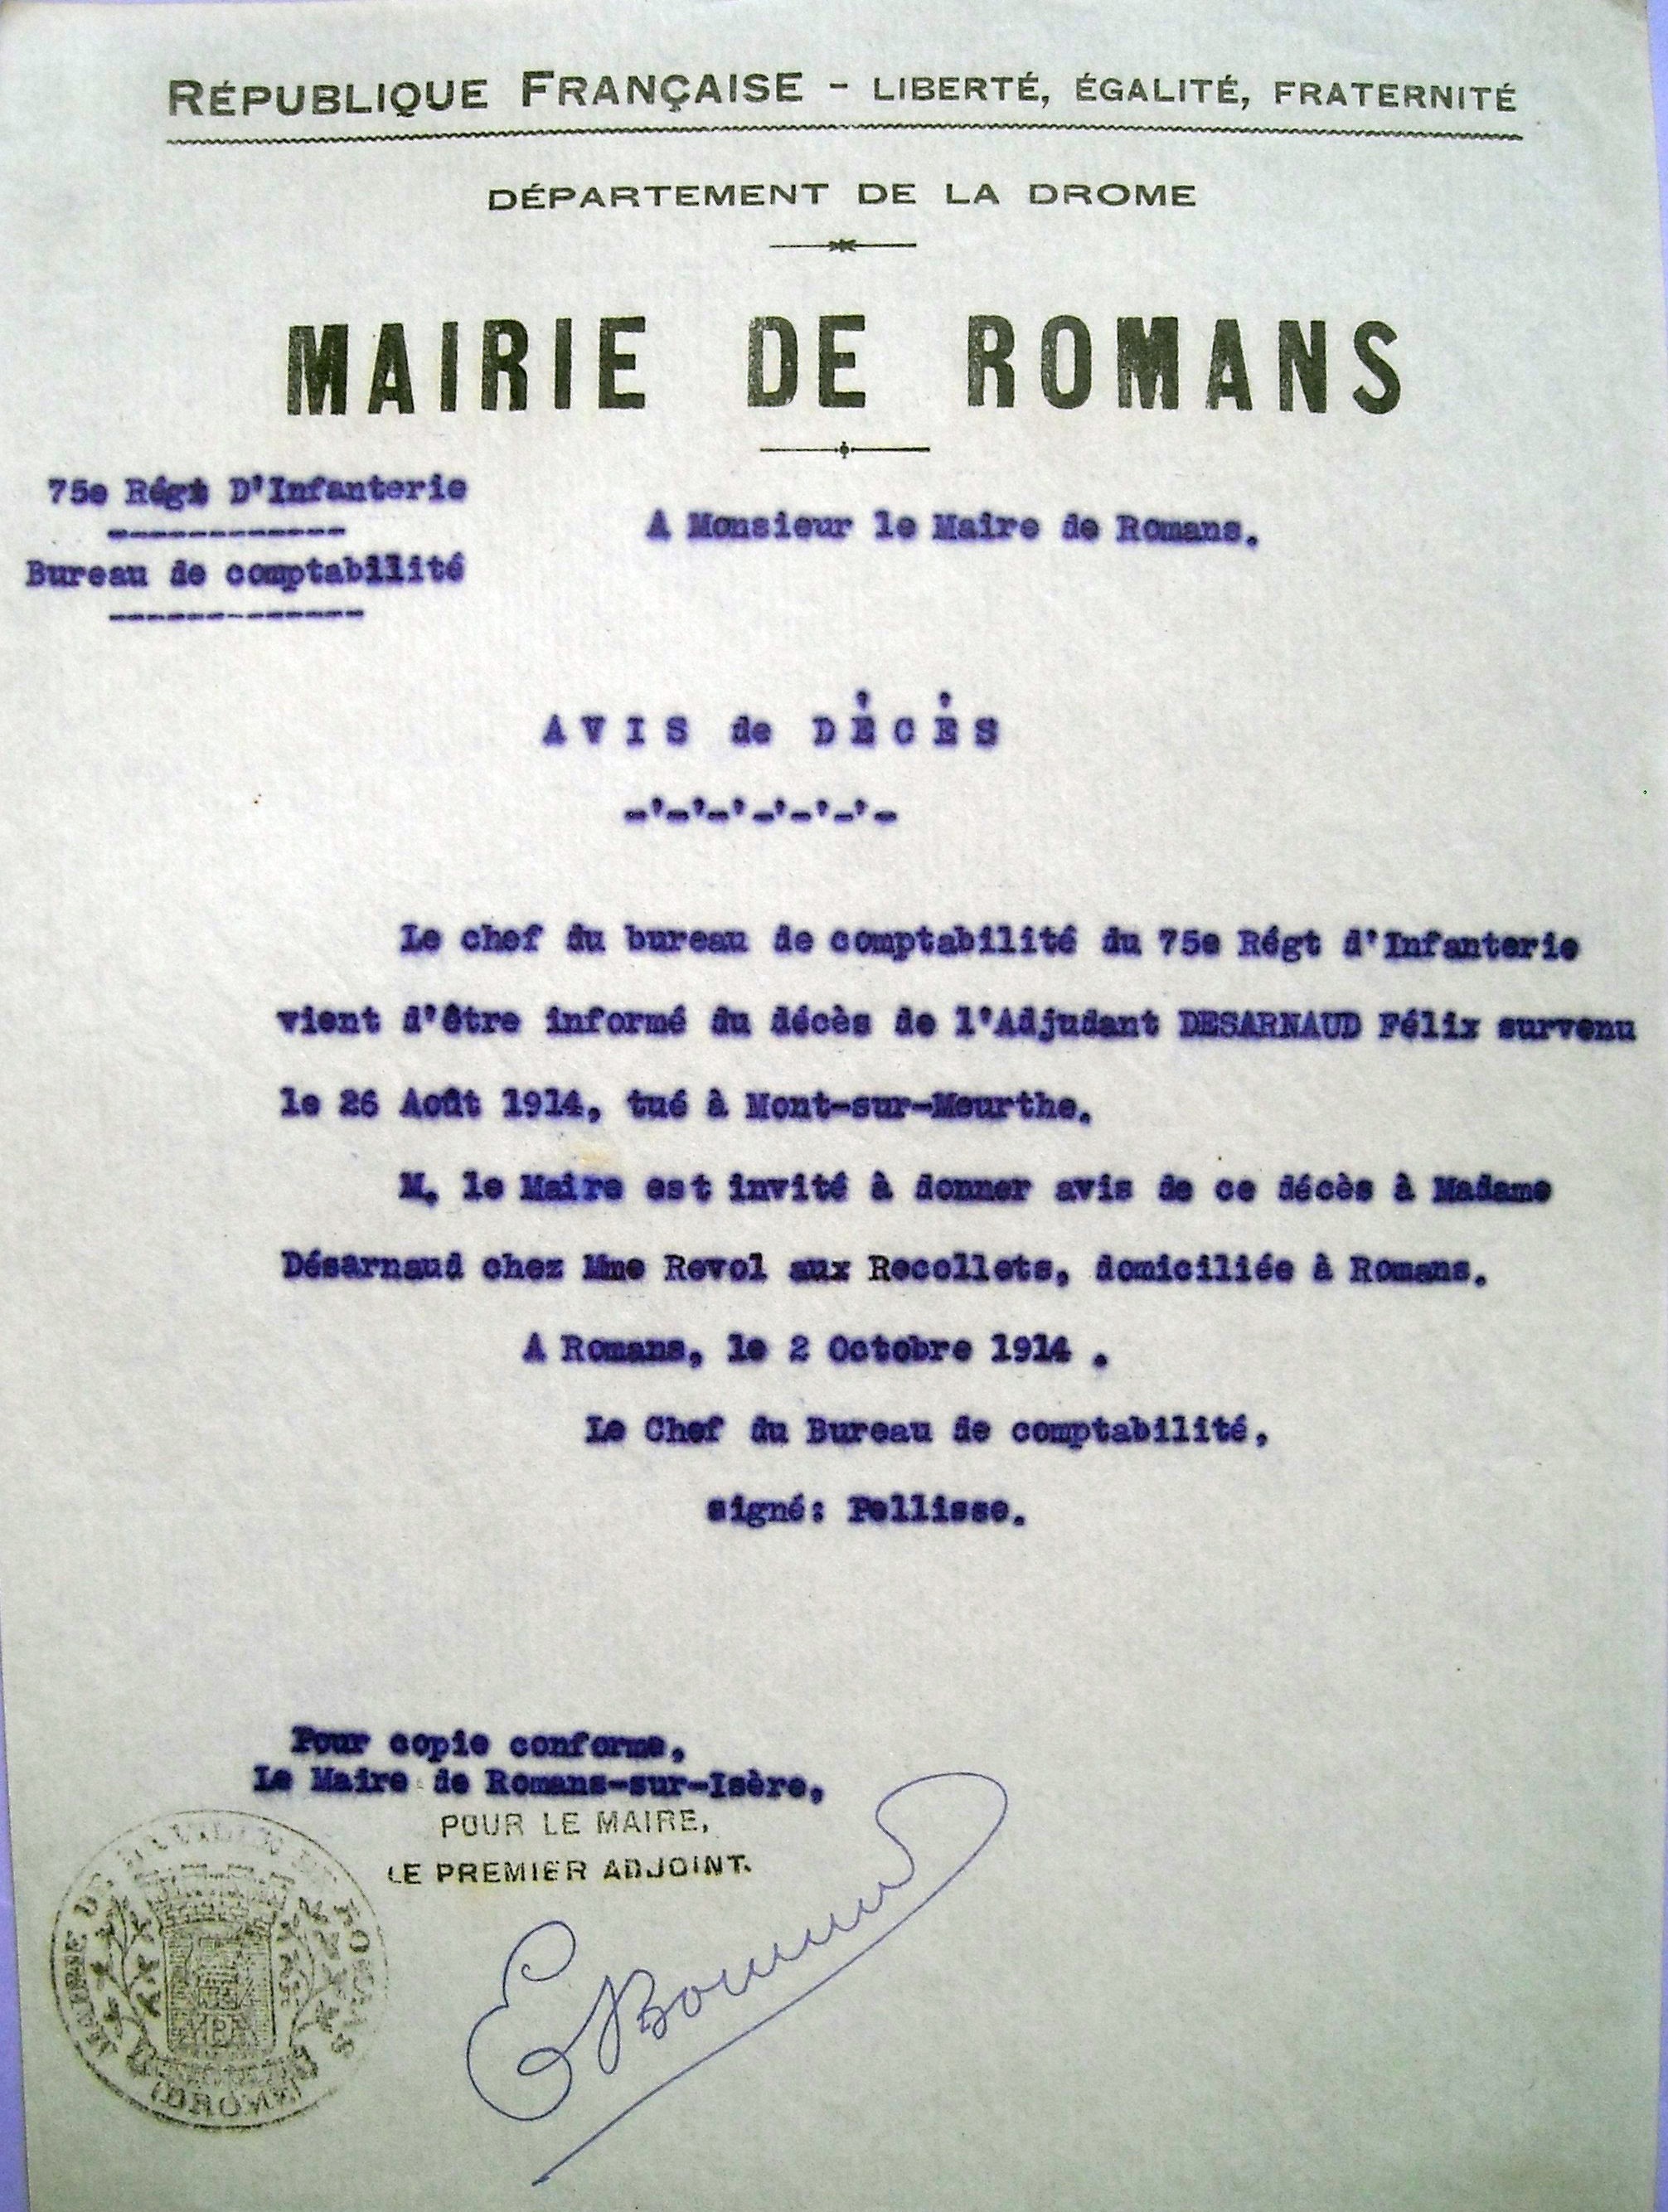 RÉPUBLIQUE FRANÇAISE - LIBERTÉ, ÉGALITÉ, FRATERNITÉ
DÉPARTEMENT DE LA DROME
MAIRIE DE ROMANS
75e Régt D'Infanterie
Bureau de comptabilité
A Monsieur le Maire de Romans.
AVIS de DÉCÈS
Le chef du bureau de comptabilité du 75e Régt d'Infanterie
vient d'être informé du décès de l'Adjudant DESARNAUD Félix survenu
le 26 Août 1914, tué à Mont-sur-Meurthe.
M. le Maire est invité à donner avis de ce décès à Madame
Désarnaud chez Mme Revol aux Recollets, domiciliée à Romans.
A Romans, le 2 Octobre 1914 .
Le Chef du Bureau de comptabilité,
signé: Pellisse.
Pour copie conforme,
Le Maire de Romans-sur-Isère,
POUR LE MAIRE,
LE PREMIER ADJOINT.
MAIRIE DE ROMANS
(DROME)